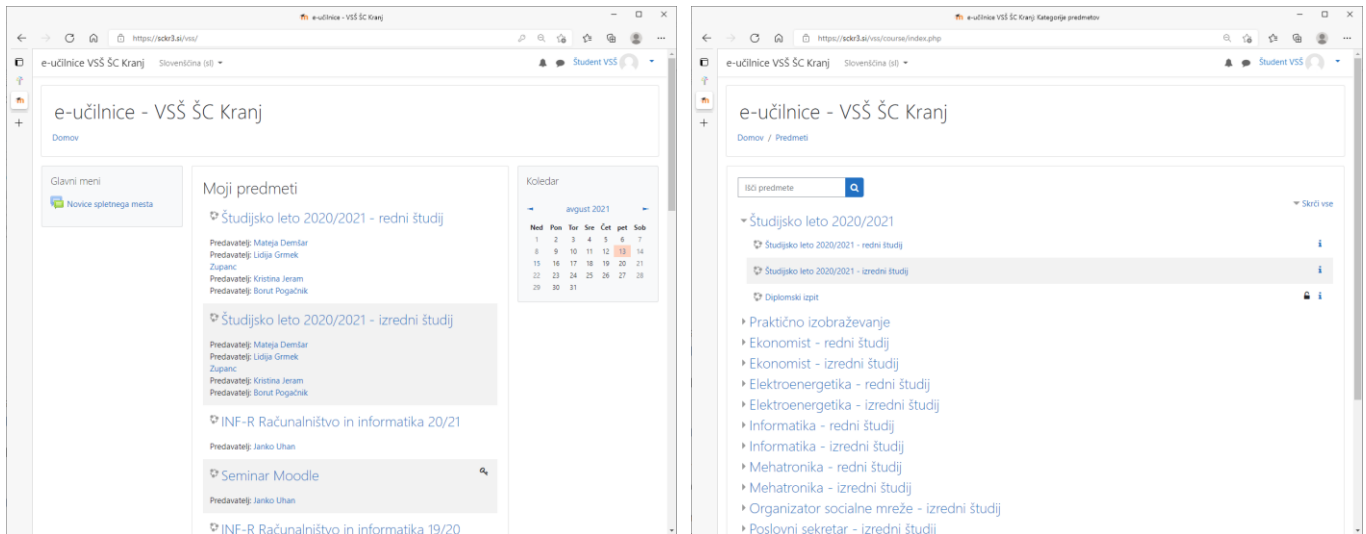 e-učilnice - VSŠ ŠC Kranj
https://sckr3.si/vss/
e-učilnice VSŠ ŠC Kranj Slovenščina (sl) Študent VSŠ
e-učilnice - VSŠ ŠC Kranj
Domov
Glavni meni
Novice spletnega mesta
Moji predmeti
Študijsko leto 2020/2021 - redni študij
Predavatelj: Mateja Demšar
Predavatelj: Lidija Grmek
Zupanc
Predavatelj: Kristina Jeram
Predavatelj: Borut Pogačnik
Študijsko leto 2020/2021 - izredni študij
Predavatelj: Mateja Demšar
Predavatelj: Lidija Grmek
Zupanc
Predavatelj: Kristina Jeram
Predavatelj: Borut Pogačnik
INF-R Računalništvo in informatika 20/21
Predavatelj: Janko Uhan
Seminar Moodle
Predavatelj: Janko Uhan
INF-R Računalništvo in informatika 19/20
Koledar
avgust 2021
Ned Pon Tor Sre Čet pet Sob
1 2 3 4 5 6 7
8 9 10 11 12 13 14
15 16 17 18 19 20 21
22 23 24 25 26 27 28
29 30 31
e-učilnice VSŠ ŠC Kranj: Kategorije predmetov
https://sckr3.si/vss/course/index.php
e-učilnice VSŠ ŠC Kranj Slovenščina (sl) Študent VSŠ
e-učilnice - VSŠ ŠC Kranj
Domov / Predmeti
Išči predmete
Skrči vse
Študijsko leto 2020/2021
Študijsko leto 2020/2021 - redni študij
Študijsko leto 2020/2021 - izredni študij
Diplomski izpit
Praktično izobraževanje
Ekonomist - redni študij
Ekonomist - izredni študij
Elektroenergetika - redni študij
Elektroenergetika - izredni študij
Informatika - redni študij
Informatika - izredni študij
Mehatronika - redni študij
Mehatronika - izredni študij
Organizator socialne mreže - izredni študij
Poslovni sekretar - izredni študij